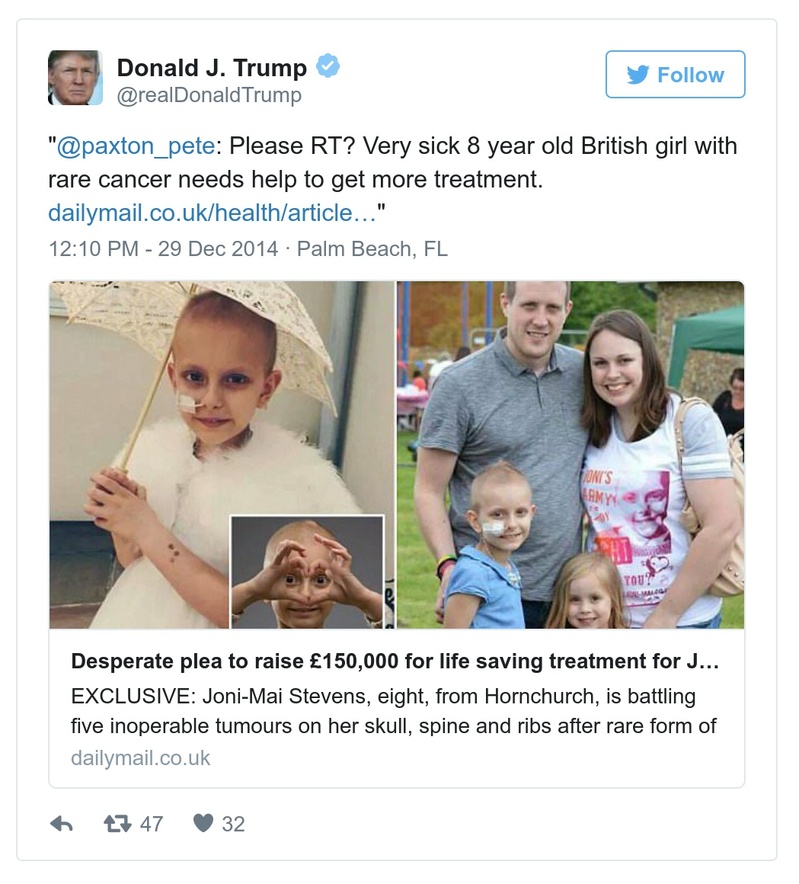 Donald J. Trump
@realDonaldTrump
Follow
"@paxton_pete: Please RT? Very sick 8 year old British girl with
rare cancer needs help to get more treatment.
dailymail.co.uk/health/article…"
12:10 PM - 29 Dec 2014 · Palm Beach, FL
ONI'S
ARMY
YOU?
Desperate plea to raise £150,000 for life saving treatment for J…
EXCLUSIVE: Joni-Mai Stevens, eight, from Hornchurch, is battling
five inoperable tumours on her skull, spine and ribs after rare form of
dailymail.co.uk
47
32